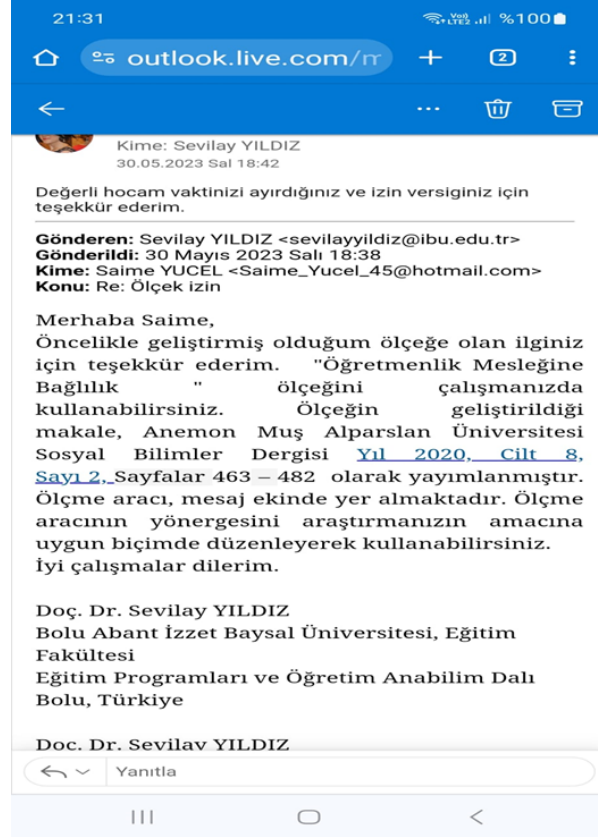 21:31
Vo)) LTE2 %100
outlook.live.com/m
2
Kime: Sevilay YILDIZ
30.05.2023 Sal 18:42
Değerli hocam vaktinizi ayırdığınız ve izin versiginiz için
teşekkür ederim.
Gönderen: Sevilay YILDIZ <sevilayyildiz@ibu.edu.tr>
Gönderildi: 30 Mayıs 2023 Salı 18:38
Kime: Saime YUCEL <Saime_Yucel_45@hotmail.com>
Konu: Re: Ölçek izin
Merhaba Saime,
Öncelikle geliştirmiş olduğum ölçeğe olan ilginiz
için teşekkür ederim. "Öğretmenlik Mesleğine
Bağlılık " ölçeğini çalışmanızda
kullanabilirsiniz. Ölçeğin geliştirildiği
makale, Anemon Muş Alparslan Üniversitesi
Sosyal Bilimler Dergisi Yıl 2020, Cilt 8,
Sayı 2, Sayfalar 463 – 482 olarak yayımlanmıştır.
Ölçme aracı, mesaj ekinde yer almaktadır. Ölçme
aracının yönergesini araştırmanızın amacına
uygun biçimde düzenleyerek kullanabilirsiniz.
İyi çalışmalar dilerim.
Doç. Dr. Sevilay YILDIZ
Bolu Abant İzzet Baysal Üniversitesi, Eğitim
Fakültesi
Eğitim Programları ve Öğretim Anabilim Dalı
Bolu, Türkiye
Doç. Dr. Sevilay YILDIZ
Yanıtla